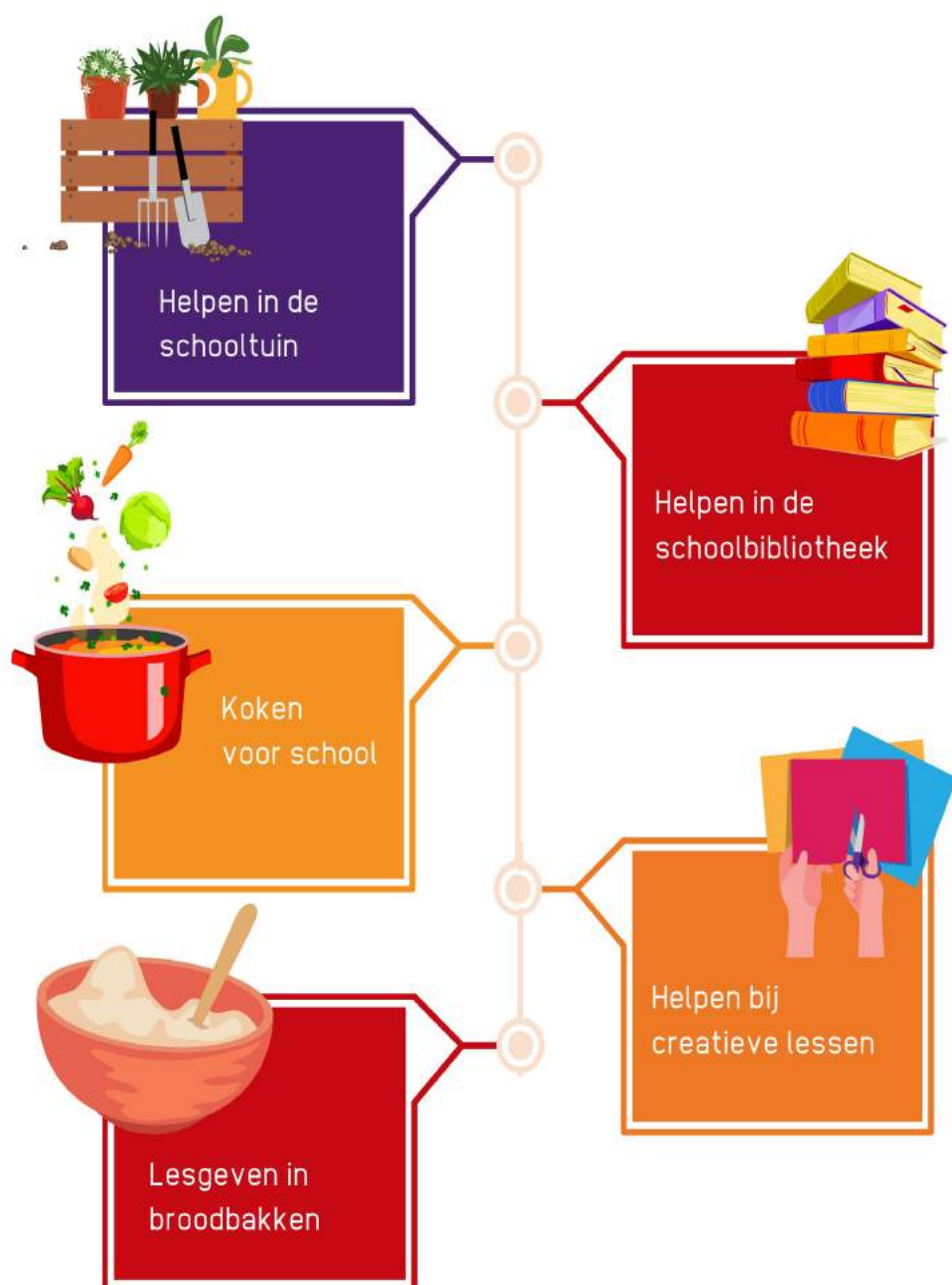 Helpen in de
schooltuin
Helpen in de
schoolbibliotheek
Koken
voor school
Helpen bij
creatieve lessen
Lesgeven in
broodbakken